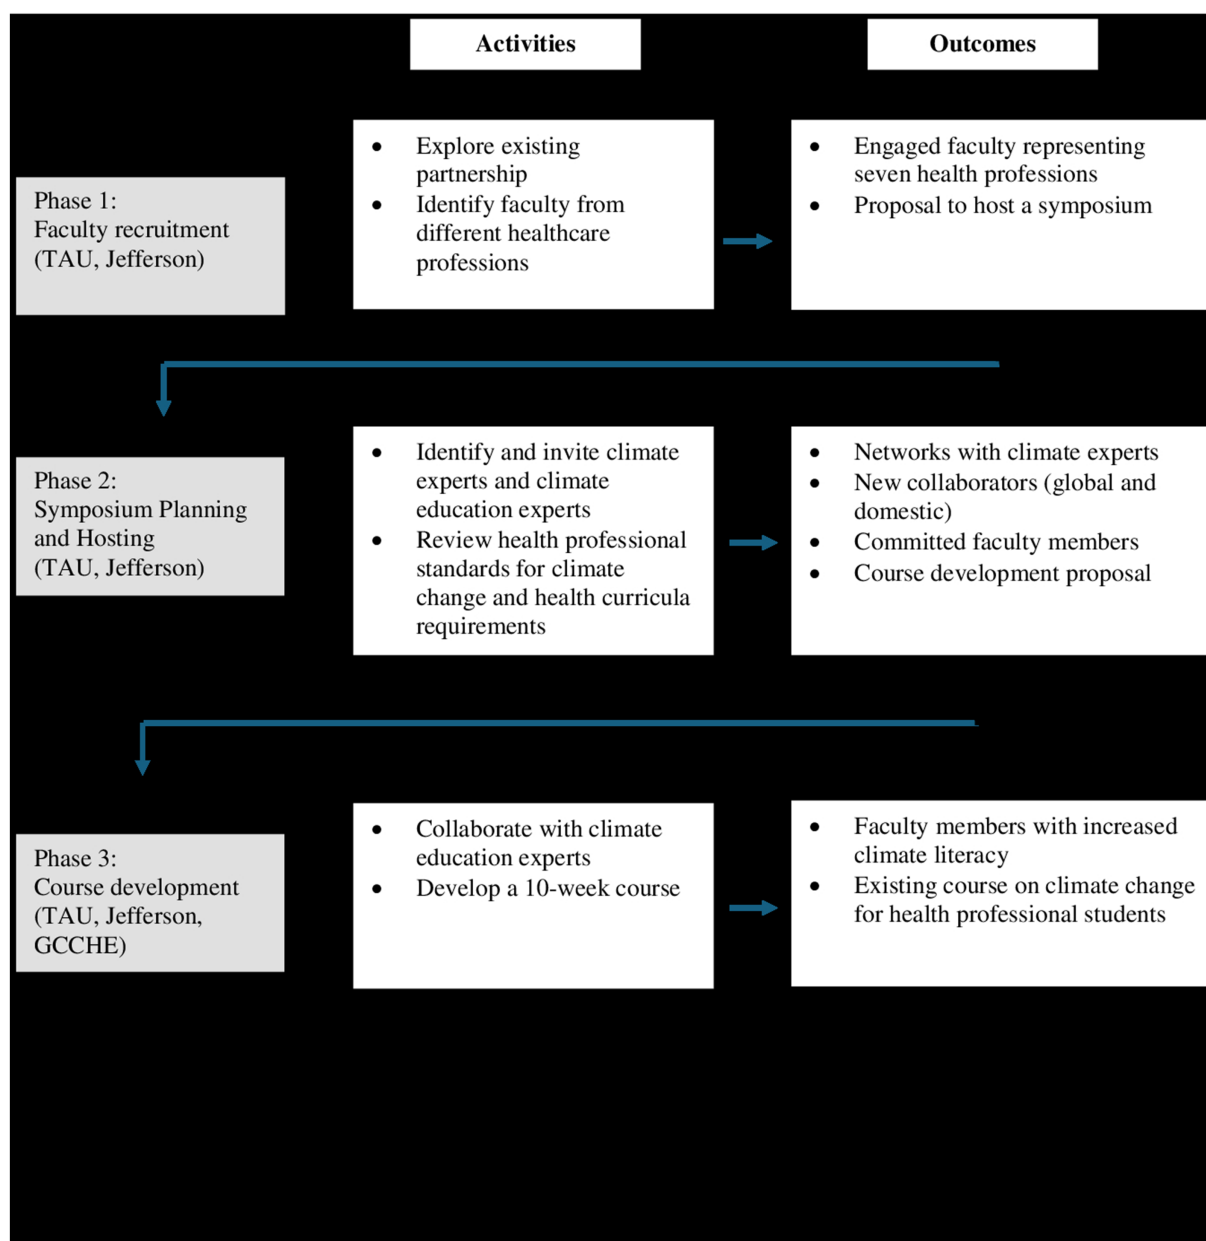 Activities
Outcomes
Phase 1:
Faculty recruitment
(TAU, Jefferson)
• Explore existing
partnership
• Identify faculty from
different healthcare
professions
• Engaged faculty representing
seven health professions
• Proposal to host a symposium
Phase 2:
Symposium Planning
and Hosting
(TAU, Jefferson)
• Identify and invite climate
experts and climate
education experts
• Review health professional
standards for climate
change and health curricula
requirements
• Networks with climate experts
• New collaborators (global and
domestic)
• Committed faculty members
• Course development proposal
Phase 3:
Course development
(TAU, Jefferson,
GCCHE)
• Collaborate with climate
education experts
• Develop a 10-week course
• Faculty members with increased
climate literacy
• Existing course on climate change
for health professional students